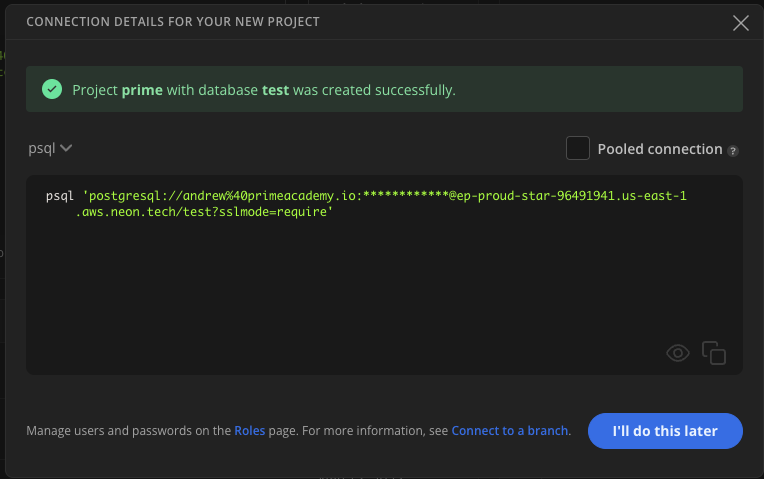 CONNECTION DETAILS FOR YOUR NEW PROJECT
Project prime with database test was created successfully.
psql
Pooled connection ?
psql 'postgresql://andrew%40primeacademy.io:************@ep-proud-star-96491941.us-east-1
.aws.neon.tech/test?sslmode=require'
Manage users and passwords on the Roles page. For more information, see Connect to a branch.
I'll do this later